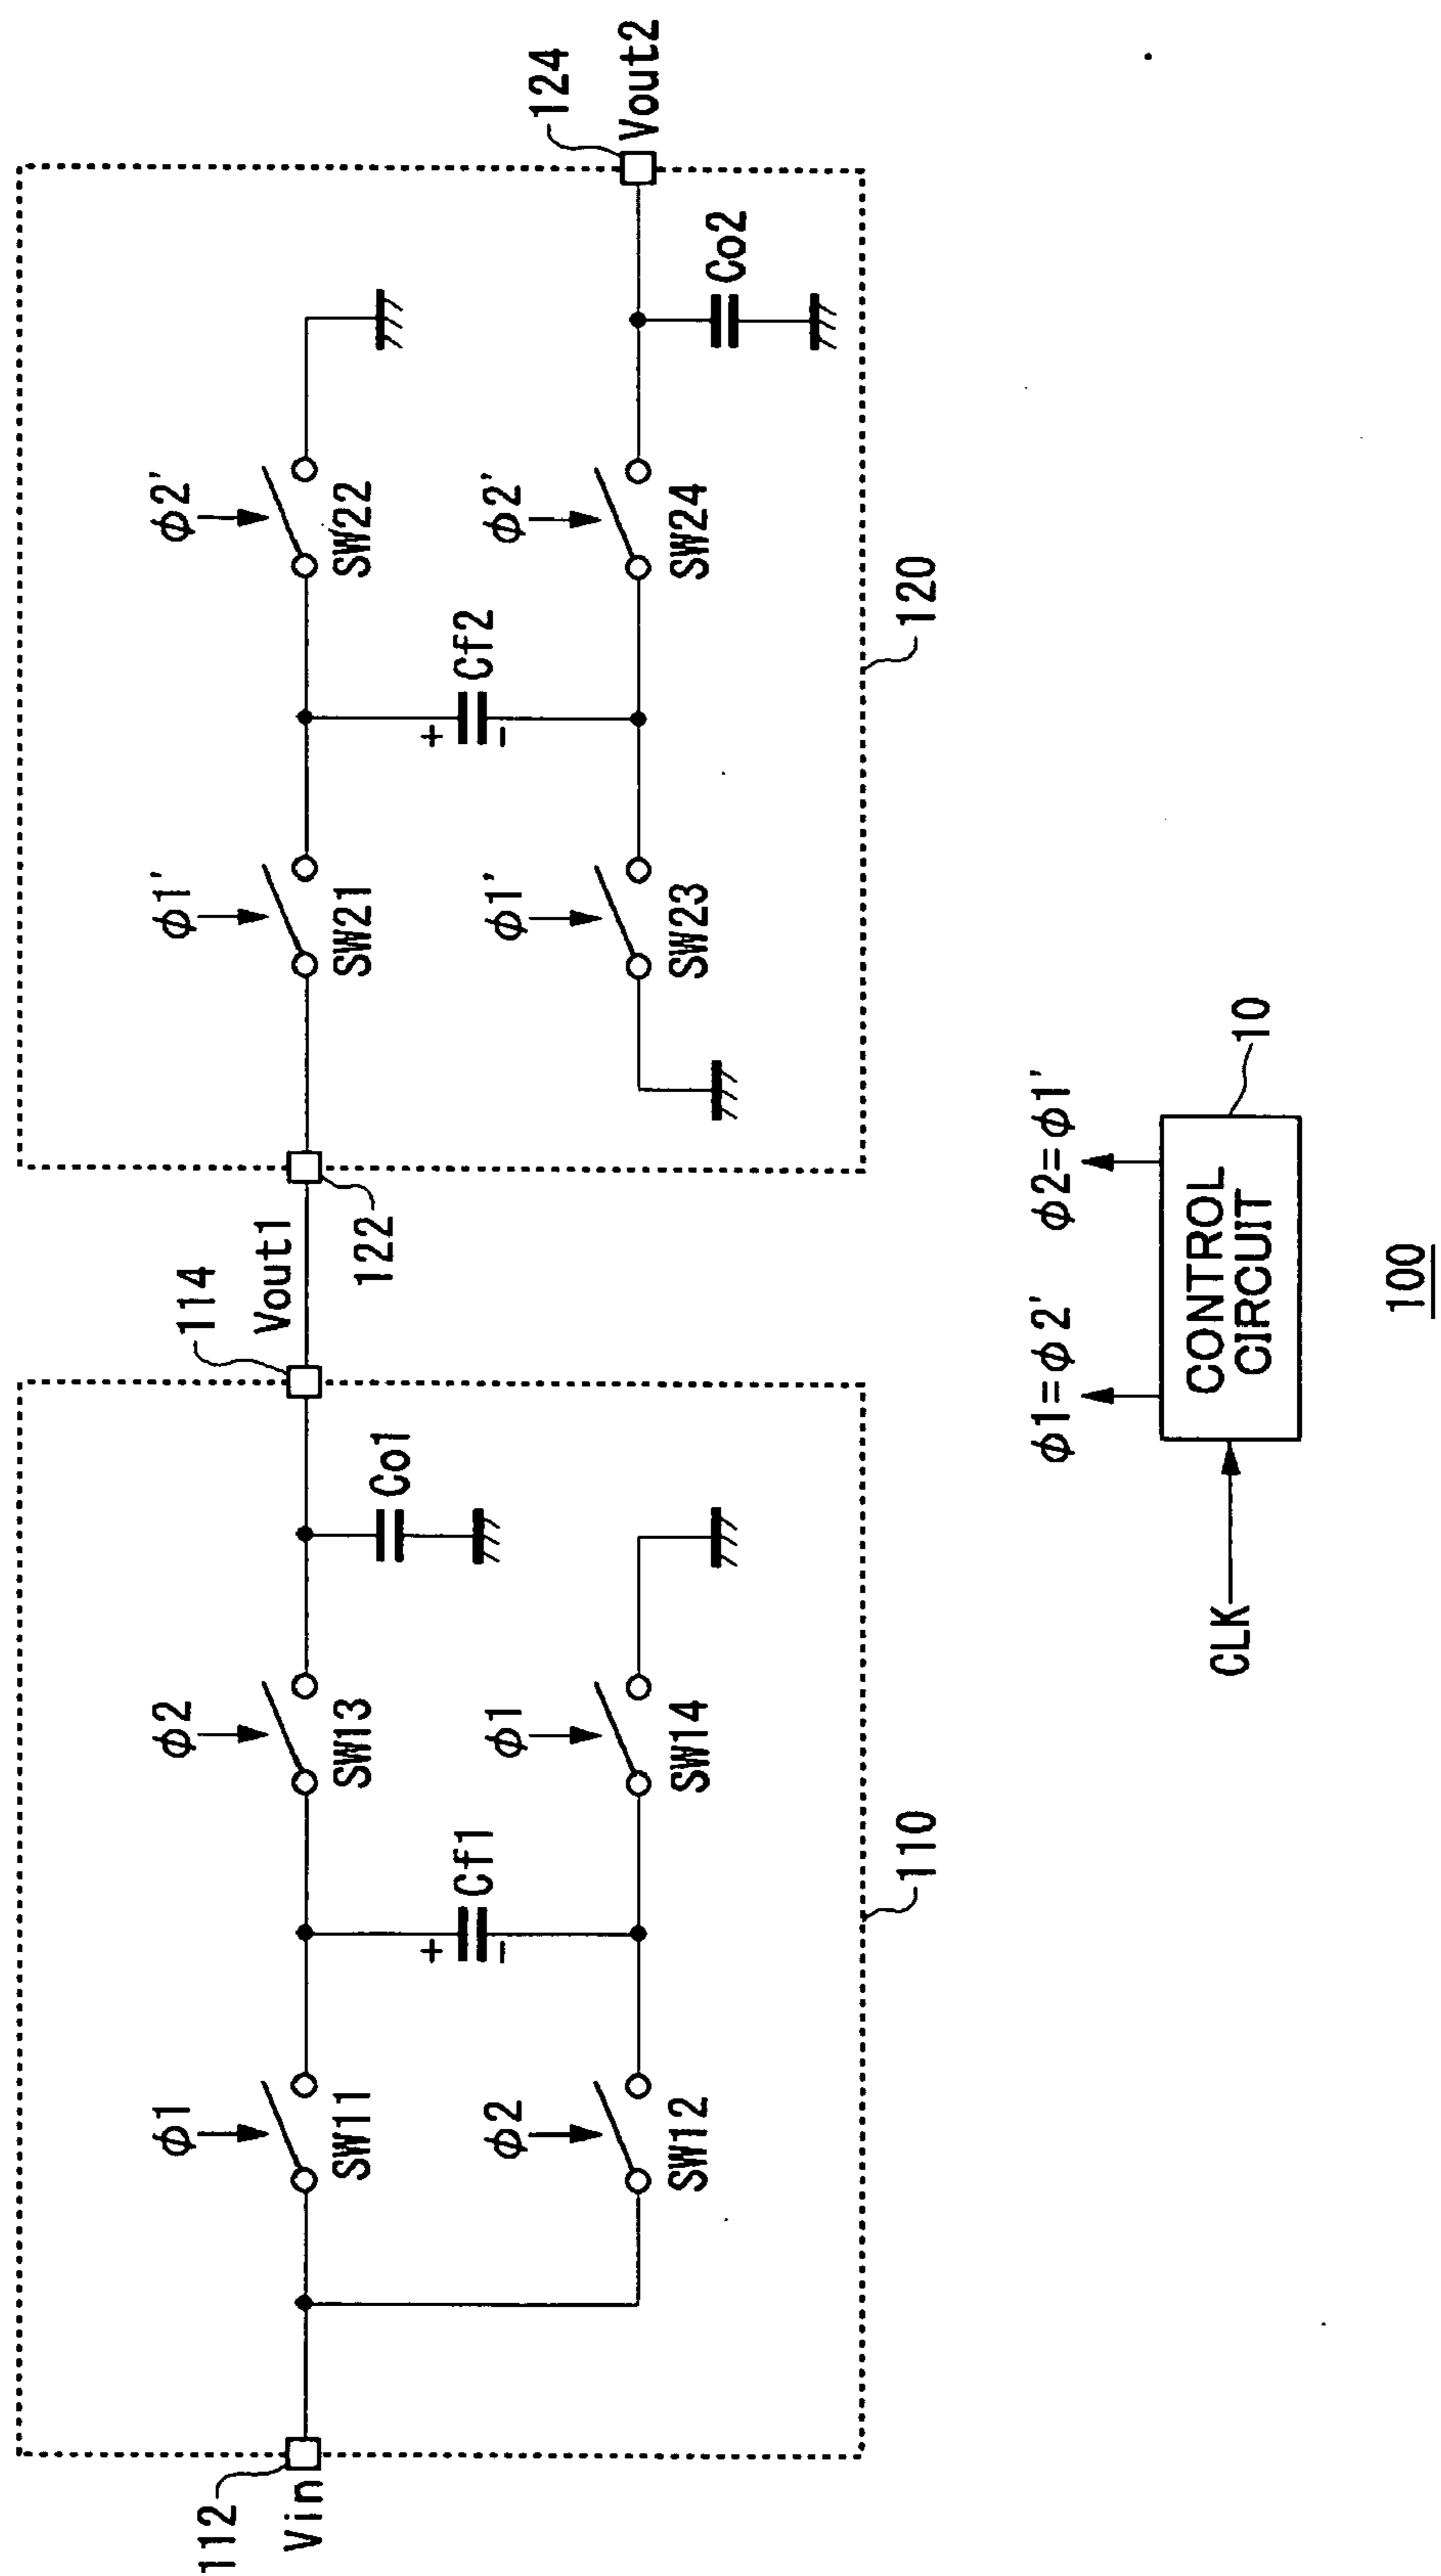 112
Vin
φ1
SW11
φ2
SW12
Cf1
+
-
φ2
SW13
φ1
SW14
Co1
110
114
Vout1
122
φ1'
SW21
φ1'
SW23
Cf2
+
-
φ2'
SW22
φ2'
SW24
Co2
124
Vout2
120
CLK
φ1=φ2'
φ2=φ1'
CONTROL
CIRCUIT
10
100